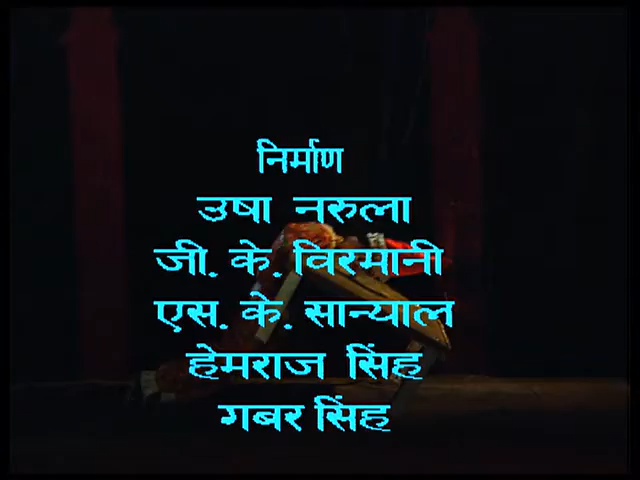 निर्माण
उषा नरुला
जी. के. विरमानी
एस. के. सान्याल
हेमराज सिंह
गबर सिंह